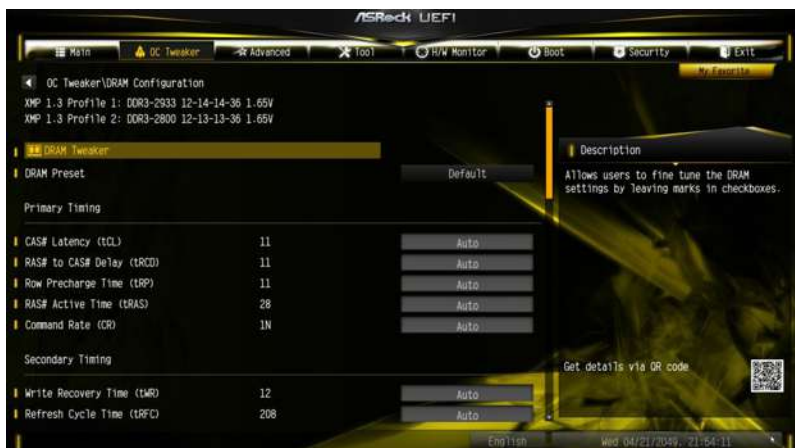 ASRock UEFI
Main OC Tweaker Advanced Tool H/W Monitor Boot Security Exit
My Favorite
OC Tweaker\DRAM Configuration
XMP 1.3 Profile 1: DDR3-2933 12-14-14-36 1.65V
XMP 1.3 Profile 2: DDR3-2800 12-13-13-36 1.65V
DRAM Tweaker
DRAM Preset Default
Primary Timing
CAS# Latency (tCL) 11 Auto
RAS# to CAS# Delay (tRCD) 11 Auto
Row Precharge Time (tRP) 11 Auto
RAS# Active Time (tRAS) 28 Auto
Command Rate (CR) 1N Auto
Secondary Timing
Write Recovery Time (tWR) 12 Auto
Refresh Cycle Time (tRFC) 208 Auto
Description
Allows users to fine tune the DRAM
settings by leaving marks in checkboxes.
Get details via QR code
English Wed 04/21/2049, 21:54:11